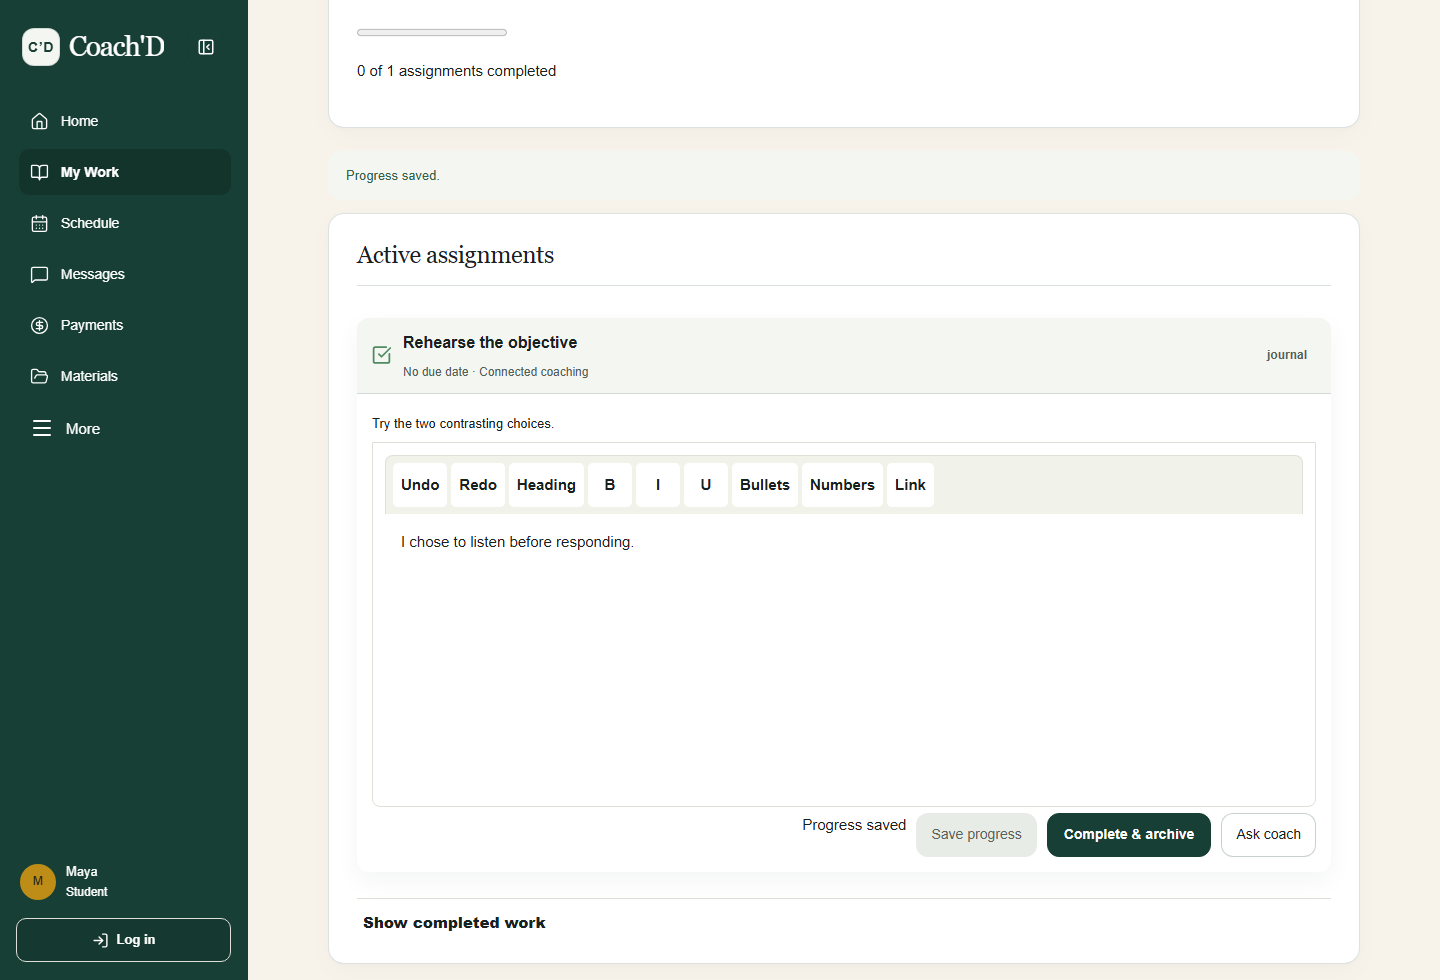 C'D Coach'D
Home
My Work
Schedule
Messages
Payments
Materials
More
M
Maya
Student
Log in
0 of 1 assignments completed
Progress saved.
Active assignments
Rehearse the objective
No due date · Connected coaching
journal
Try the two contrasting choices.
Undo Redo Heading B I U Bullets Numbers Link
I chose to listen before responding.
Progress saved Save progress Complete & archive Ask coach
Show completed work